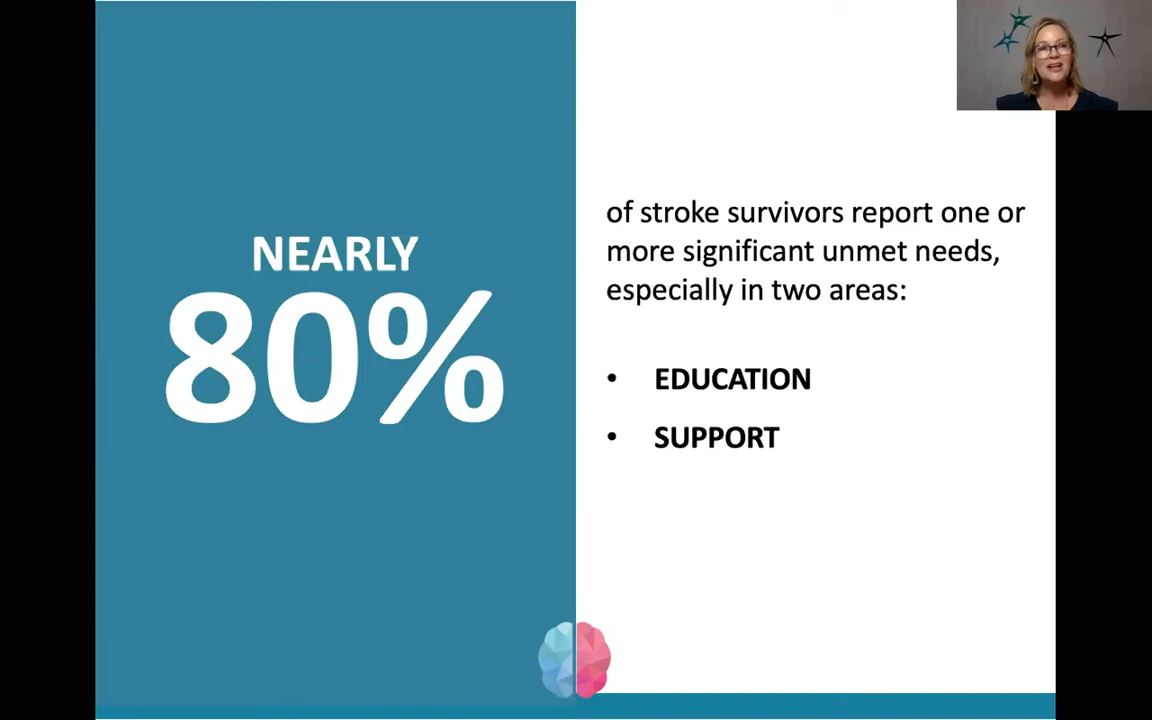 NEARLY
80%
of stroke survivors report one or
more significant unmet needs,
especially in two areas:
• EDUCATION
• SUPPORT